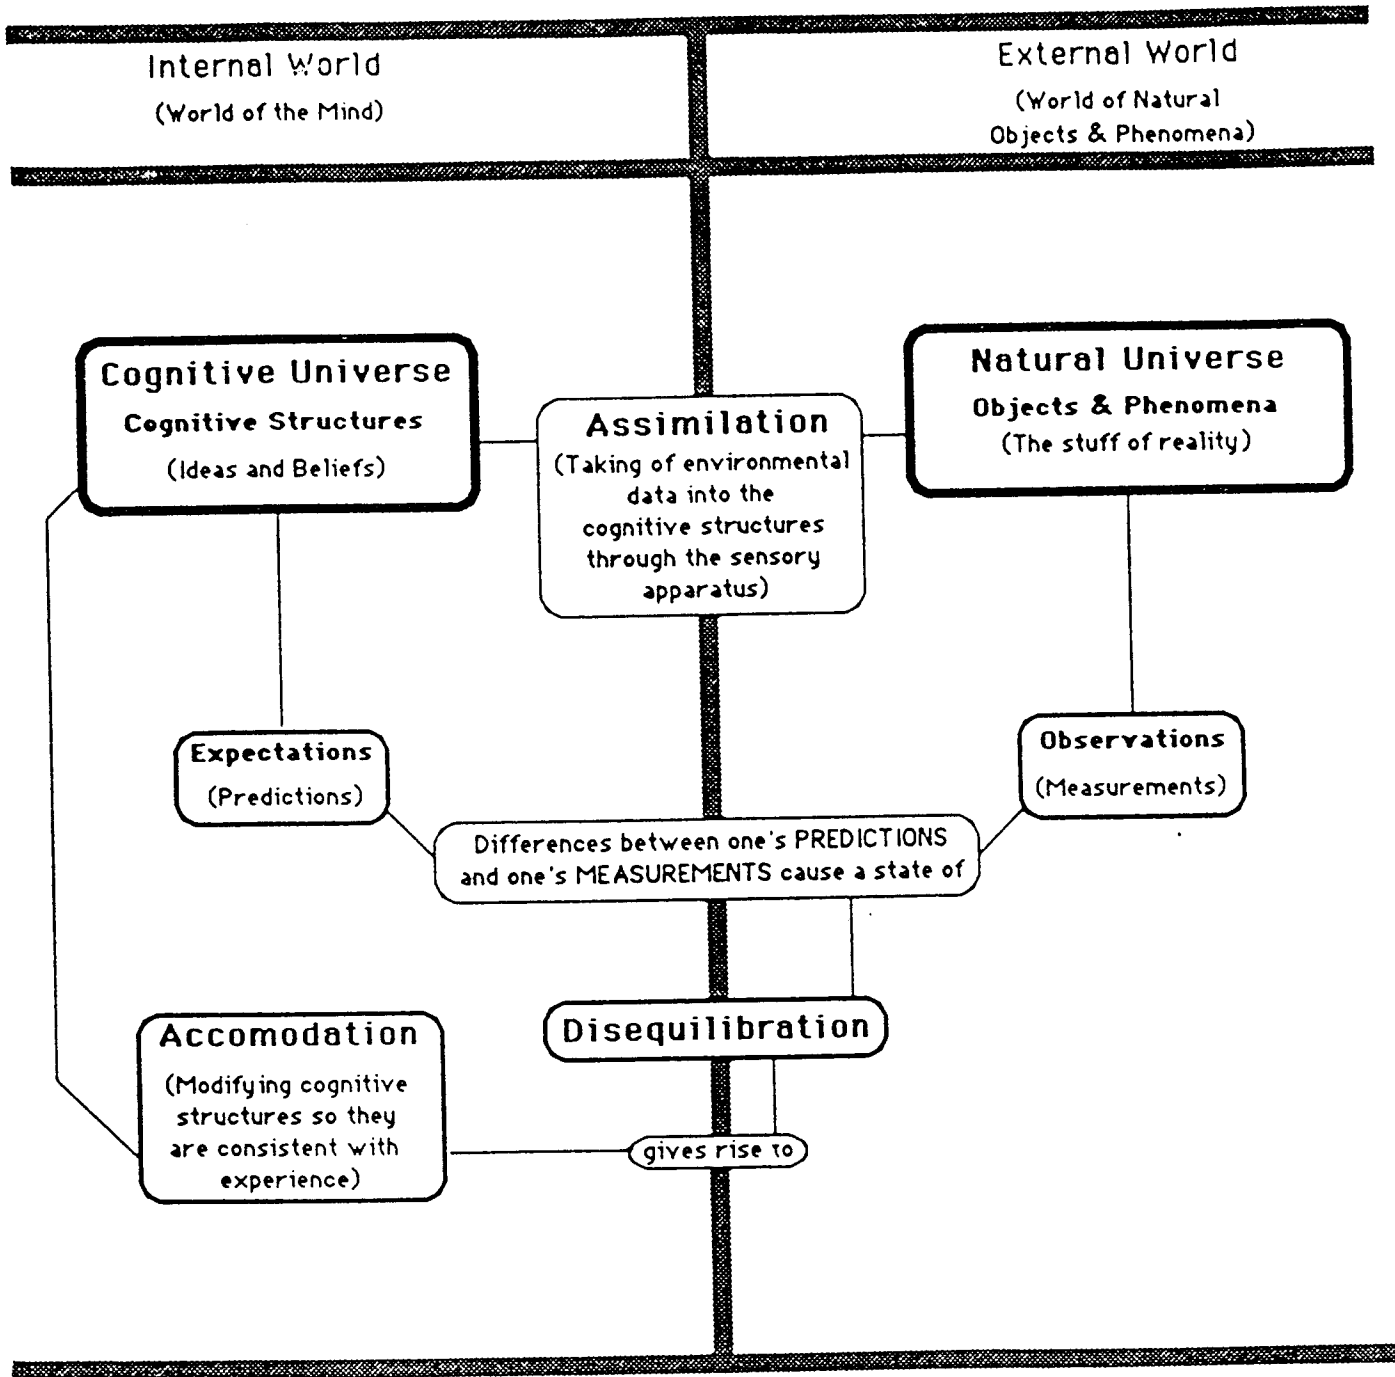 Internal World
(World of the Mind)
External World
(World of Natural
Objects & Phenomena)
Cognitive Universe
Cognitive Structures
(Ideas and Beliefs)
Assimilation
(Taking of environmental
data into the
cognitive structures
through the sensory
apparatus)
Natural Universe
Objects & Phenomena
(The stuff of reality)
Expectations
(Predictions)
Observations
(Measurements)
Differences between one's PREDICTIONS
and one's MEASUREMENTS cause a state of
Disequilibration
gives rise to
Accomodation
(Modifying cognitive
structures so they
are consistent with
experience)